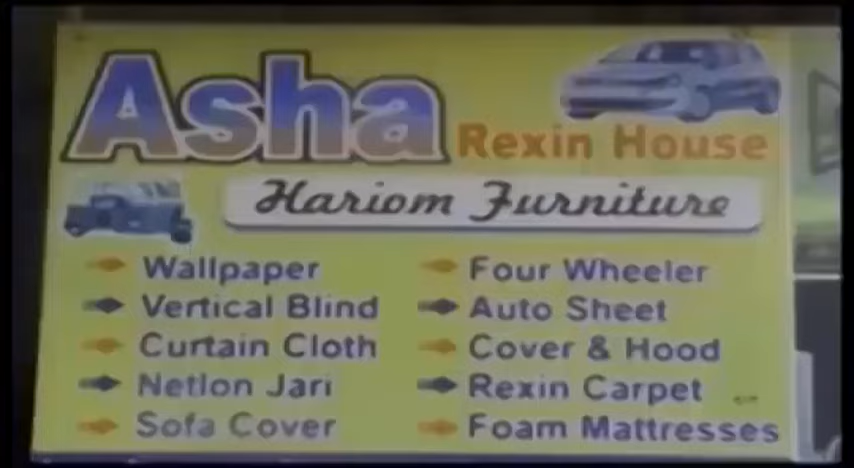 Asha Rexin House
Hariom Furniture
Wallpaper
Vertical Blind
Curtain Cloth
Netlon Jari
Sofa Cover
Four Wheeler
Auto Sheet
Cover & Hood
Rexin Carpet
Foam Mattresses